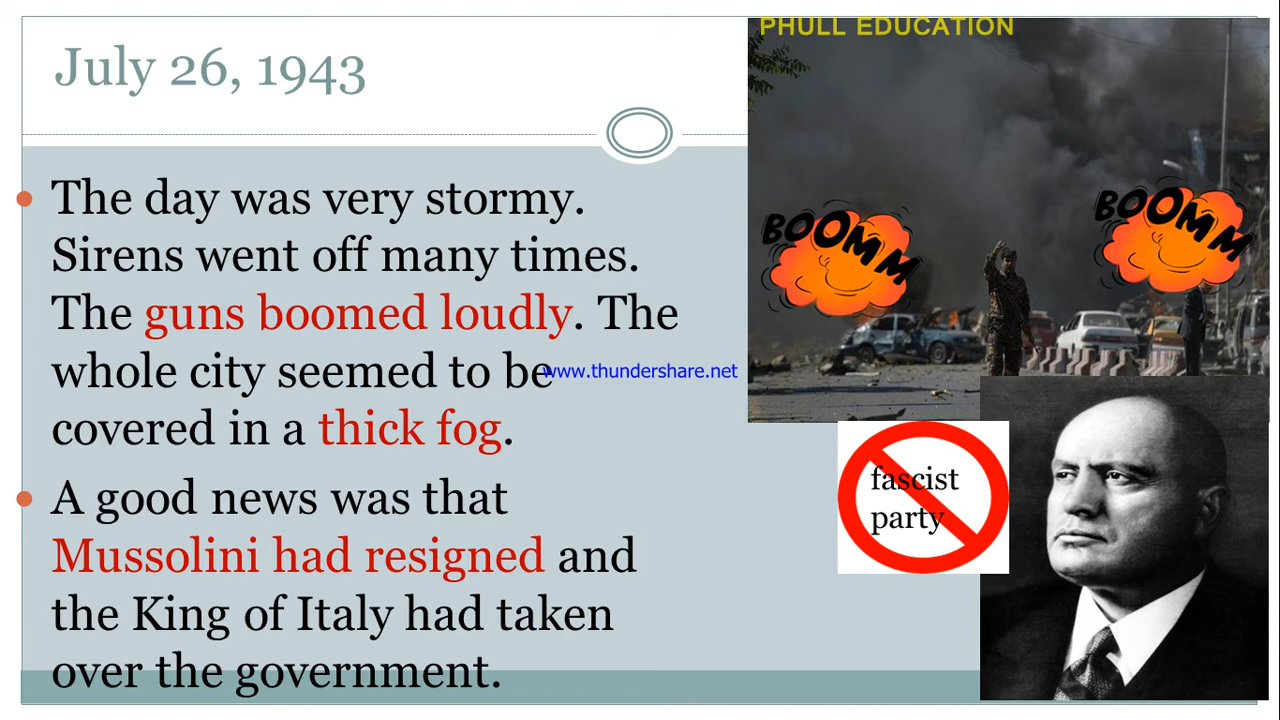 PHULL EDUCATION
July 26, 1943
The day was very stormy.
Sirens went off many times.
The guns boomed loudly. The
whole city seemed to be
www.thundershare.net
covered in a thick fog.
A good news was that
Mussolini had resigned and
the King of Italy had taken
over the government.
BOOMM
BOOMM
fascist
party